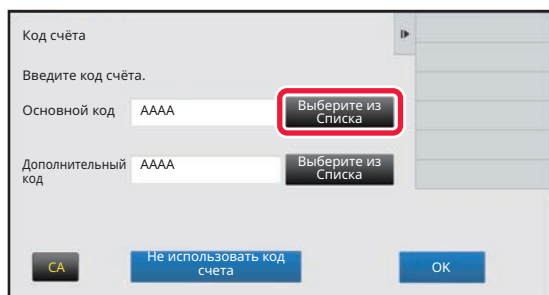 Код счёта
Введите код счёта.
Основной код
AAAA
Выберите из
Списка
Дополнительный
код
AAAA
Выберите из
Списка
CA
Не использовать код
счета
OK